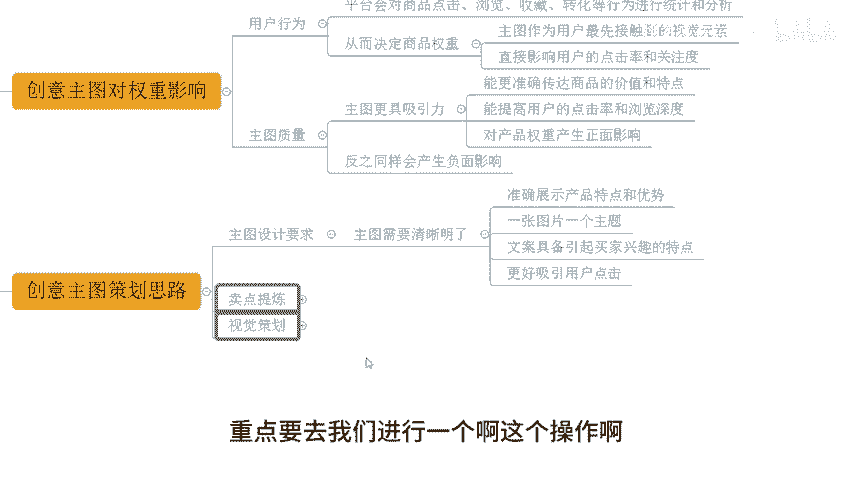 平台会对商品点击、浏览、收藏、转化等行为进行统计和分析
用户行为
从而决定商品权重
主图作为用户最先接触到的视觉元素
直接影响用户的点击率和关注度
创意主图对权重影响
能更准确传达商品的价值和特点
主图更具吸引力
能提高用户的点击率和浏览深度
主图质量
对产品权重产生正面影响
反之同样会产生负面影响
准确展示产品特点和优势
主图设计要求
主图需要清晰明了
一张图片一个主题
文案具备引起买家兴趣的特点
更好吸引用户点击
创意主图策划思路
卖点提炼
视觉策划
重点要去我们进行一个啊这个操作啊